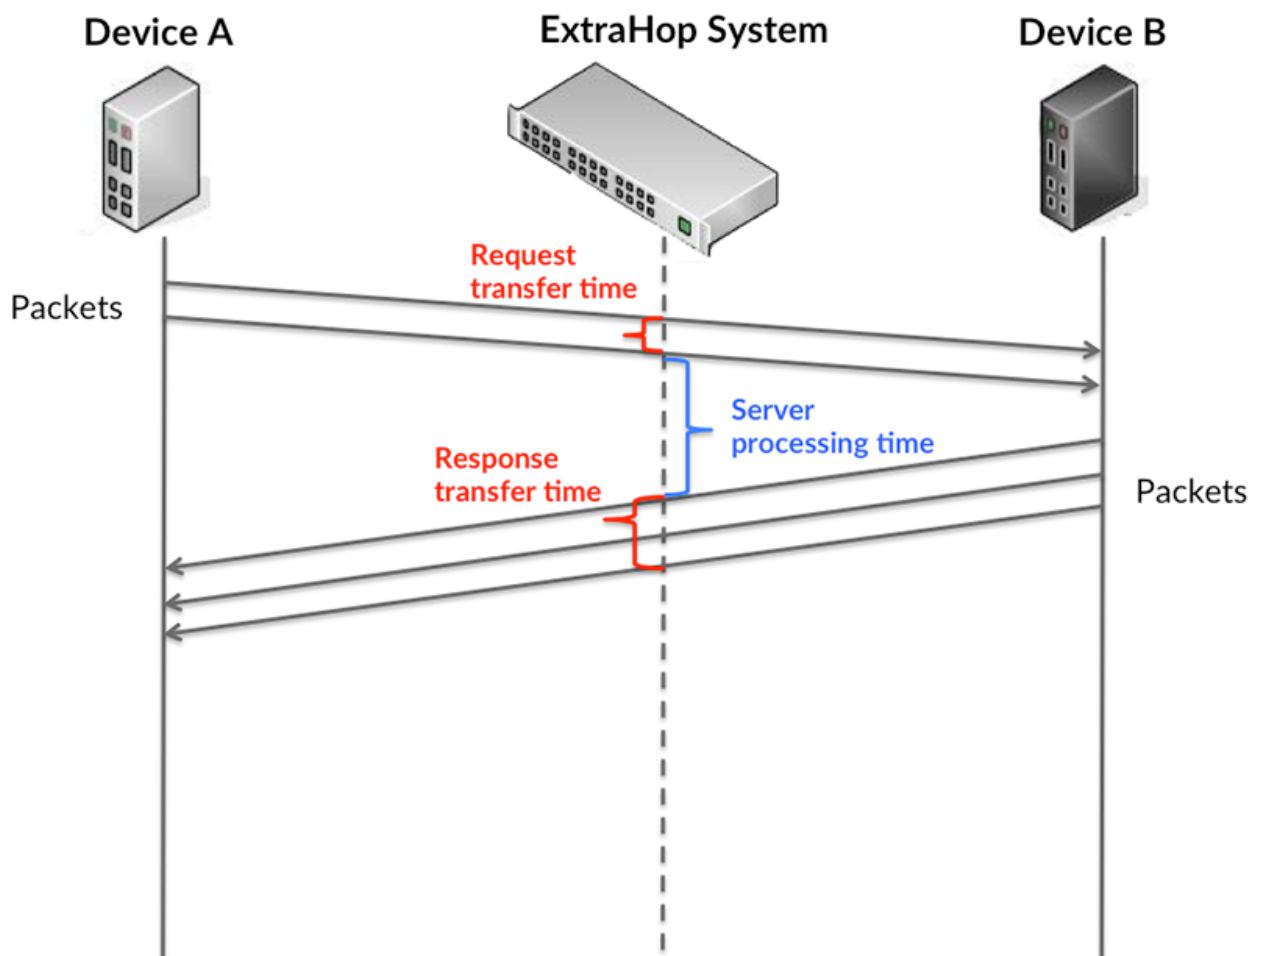 Device A
ExtraHop System
Device B
Request
transfer time
Packets
Server
processing time
Response
transfer time
Packets